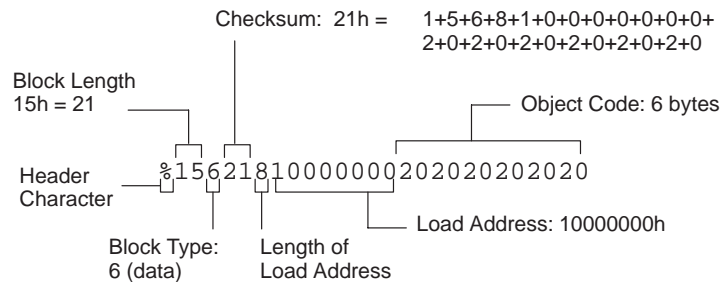 Checksum: 21h = 1+5+6+8+1+0+0+0+0+0+0+0+
2+0+2+0+2+0+2+0+2+0+2+0
Block Length
15h = 21
Object Code: 6 bytes
%1562181000000020202020202020
Header
Character
Load Address: 10000000h
Block Type:
6 (data)
Length of
Load Address